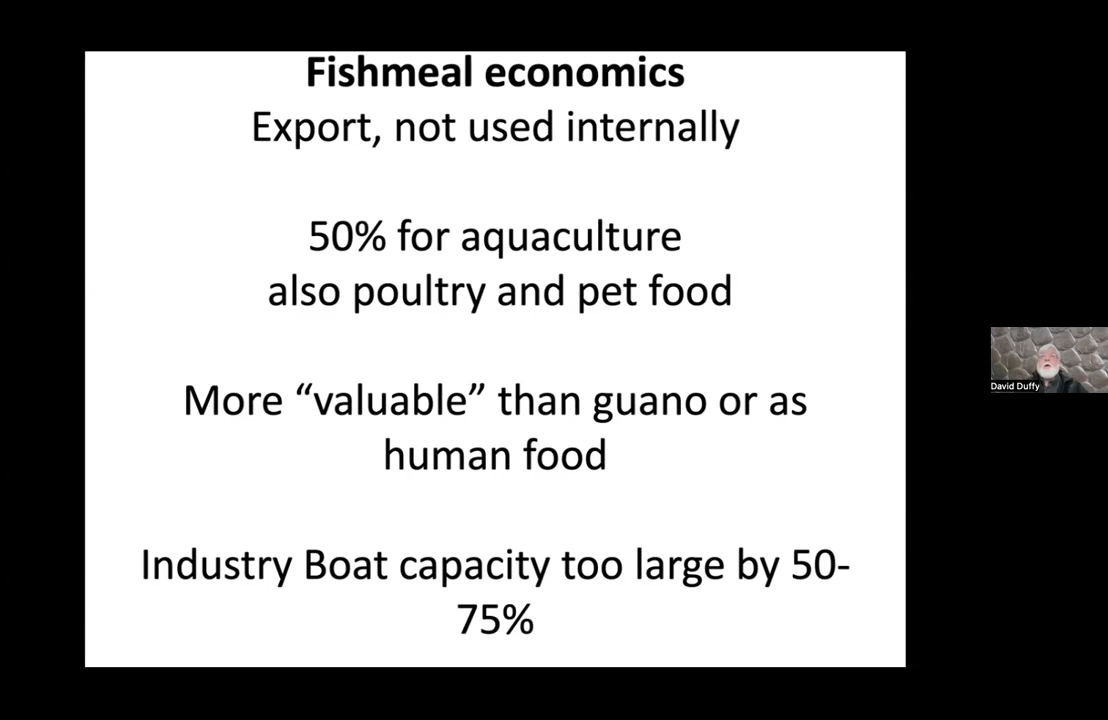 Fishmeal economics
Export, not used internally
50% for aquaculture
also poultry and pet food
More “valuable” than guano or as
human food
Industry Boat capacity too large by 50-
75%
David Duffy